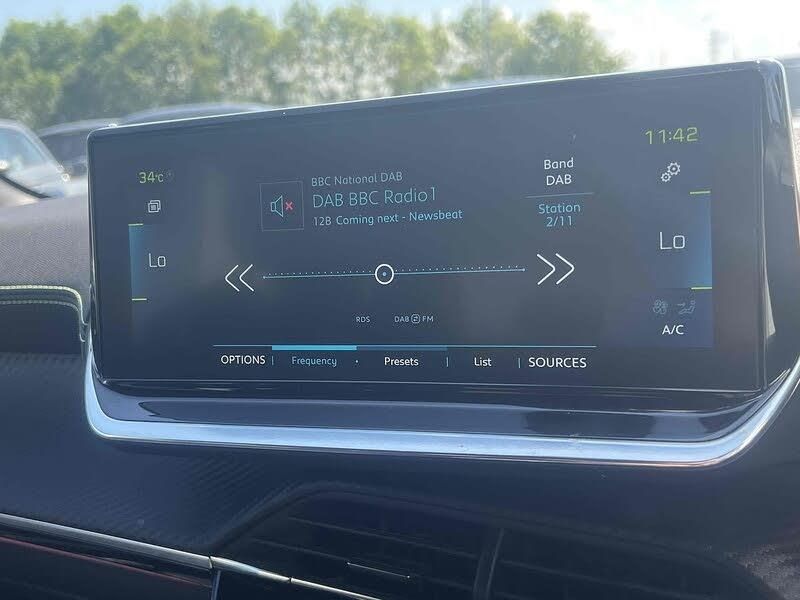 34°C
11:42
BBC National DAB
DAB BBC Radio1
12B Coming next - Newsbeat
Band
DAB
Station
2/11
Lo
Lo
RDS
DAB FM
A/C
OPTIONS
Frequency
Presets
List
SOURCES